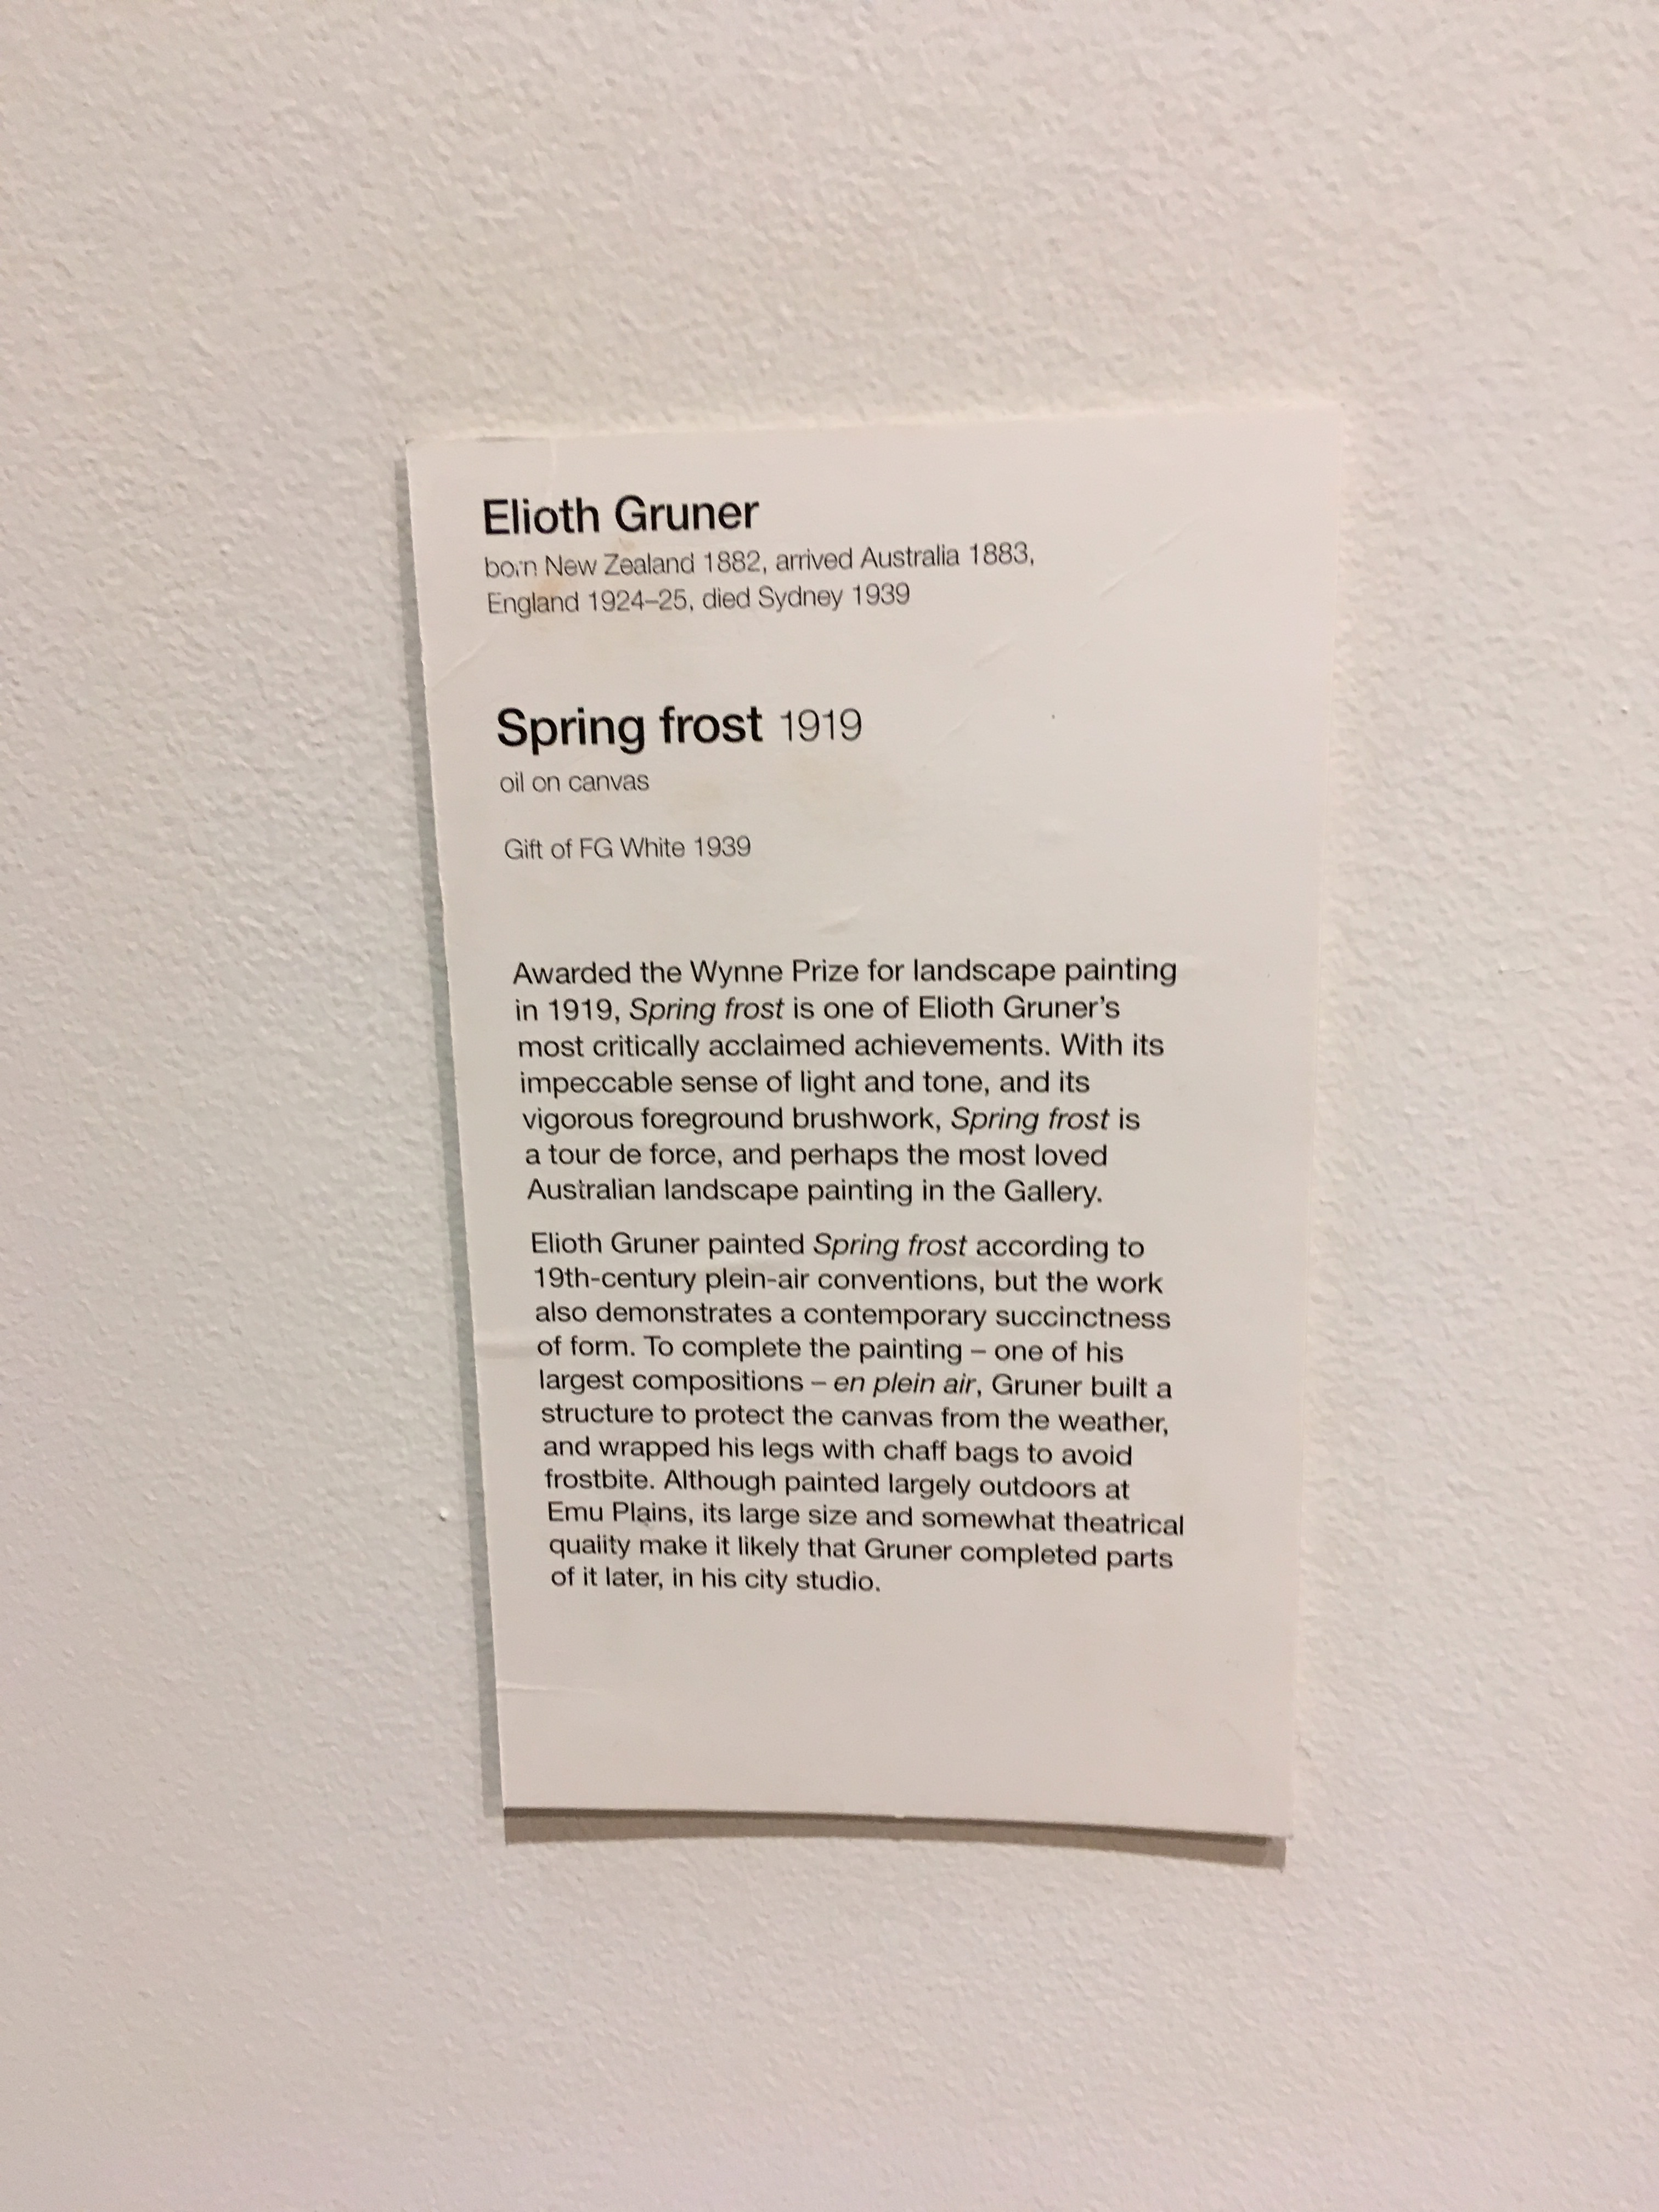 Elioth Gruner
born New Zealand 1882, arrived Australia 1883,
England 1924–25, died Sydney 1939
Spring frost 1919
oil on canvas
Gift of FG White 1939
Awarded the Wynne Prize for landscape painting
in 1919, Spring frost is one of Elioth Gruner's
most critically acclaimed achievements. With its
impeccable sense of light and tone, and its
vigorous foreground brushwork, Spring frost is
a tour de force, and perhaps the most loved
Australian landscape painting in the Gallery.
Elioth Gruner painted Spring frost according to
19th-century plein-air conventions, but the work
also demonstrates a contemporary succinctness
of form. To complete the painting – one of his
largest compositions – en plein air, Gruner built a
structure to protect the canvas from the weather,
and wrapped his legs with chaff bags to avoid
frostbite. Although painted largely outdoors at
Emu Plains, its large size and somewhat theatrical
quality make it likely that Gruner completed parts
of it later, in his city studio.